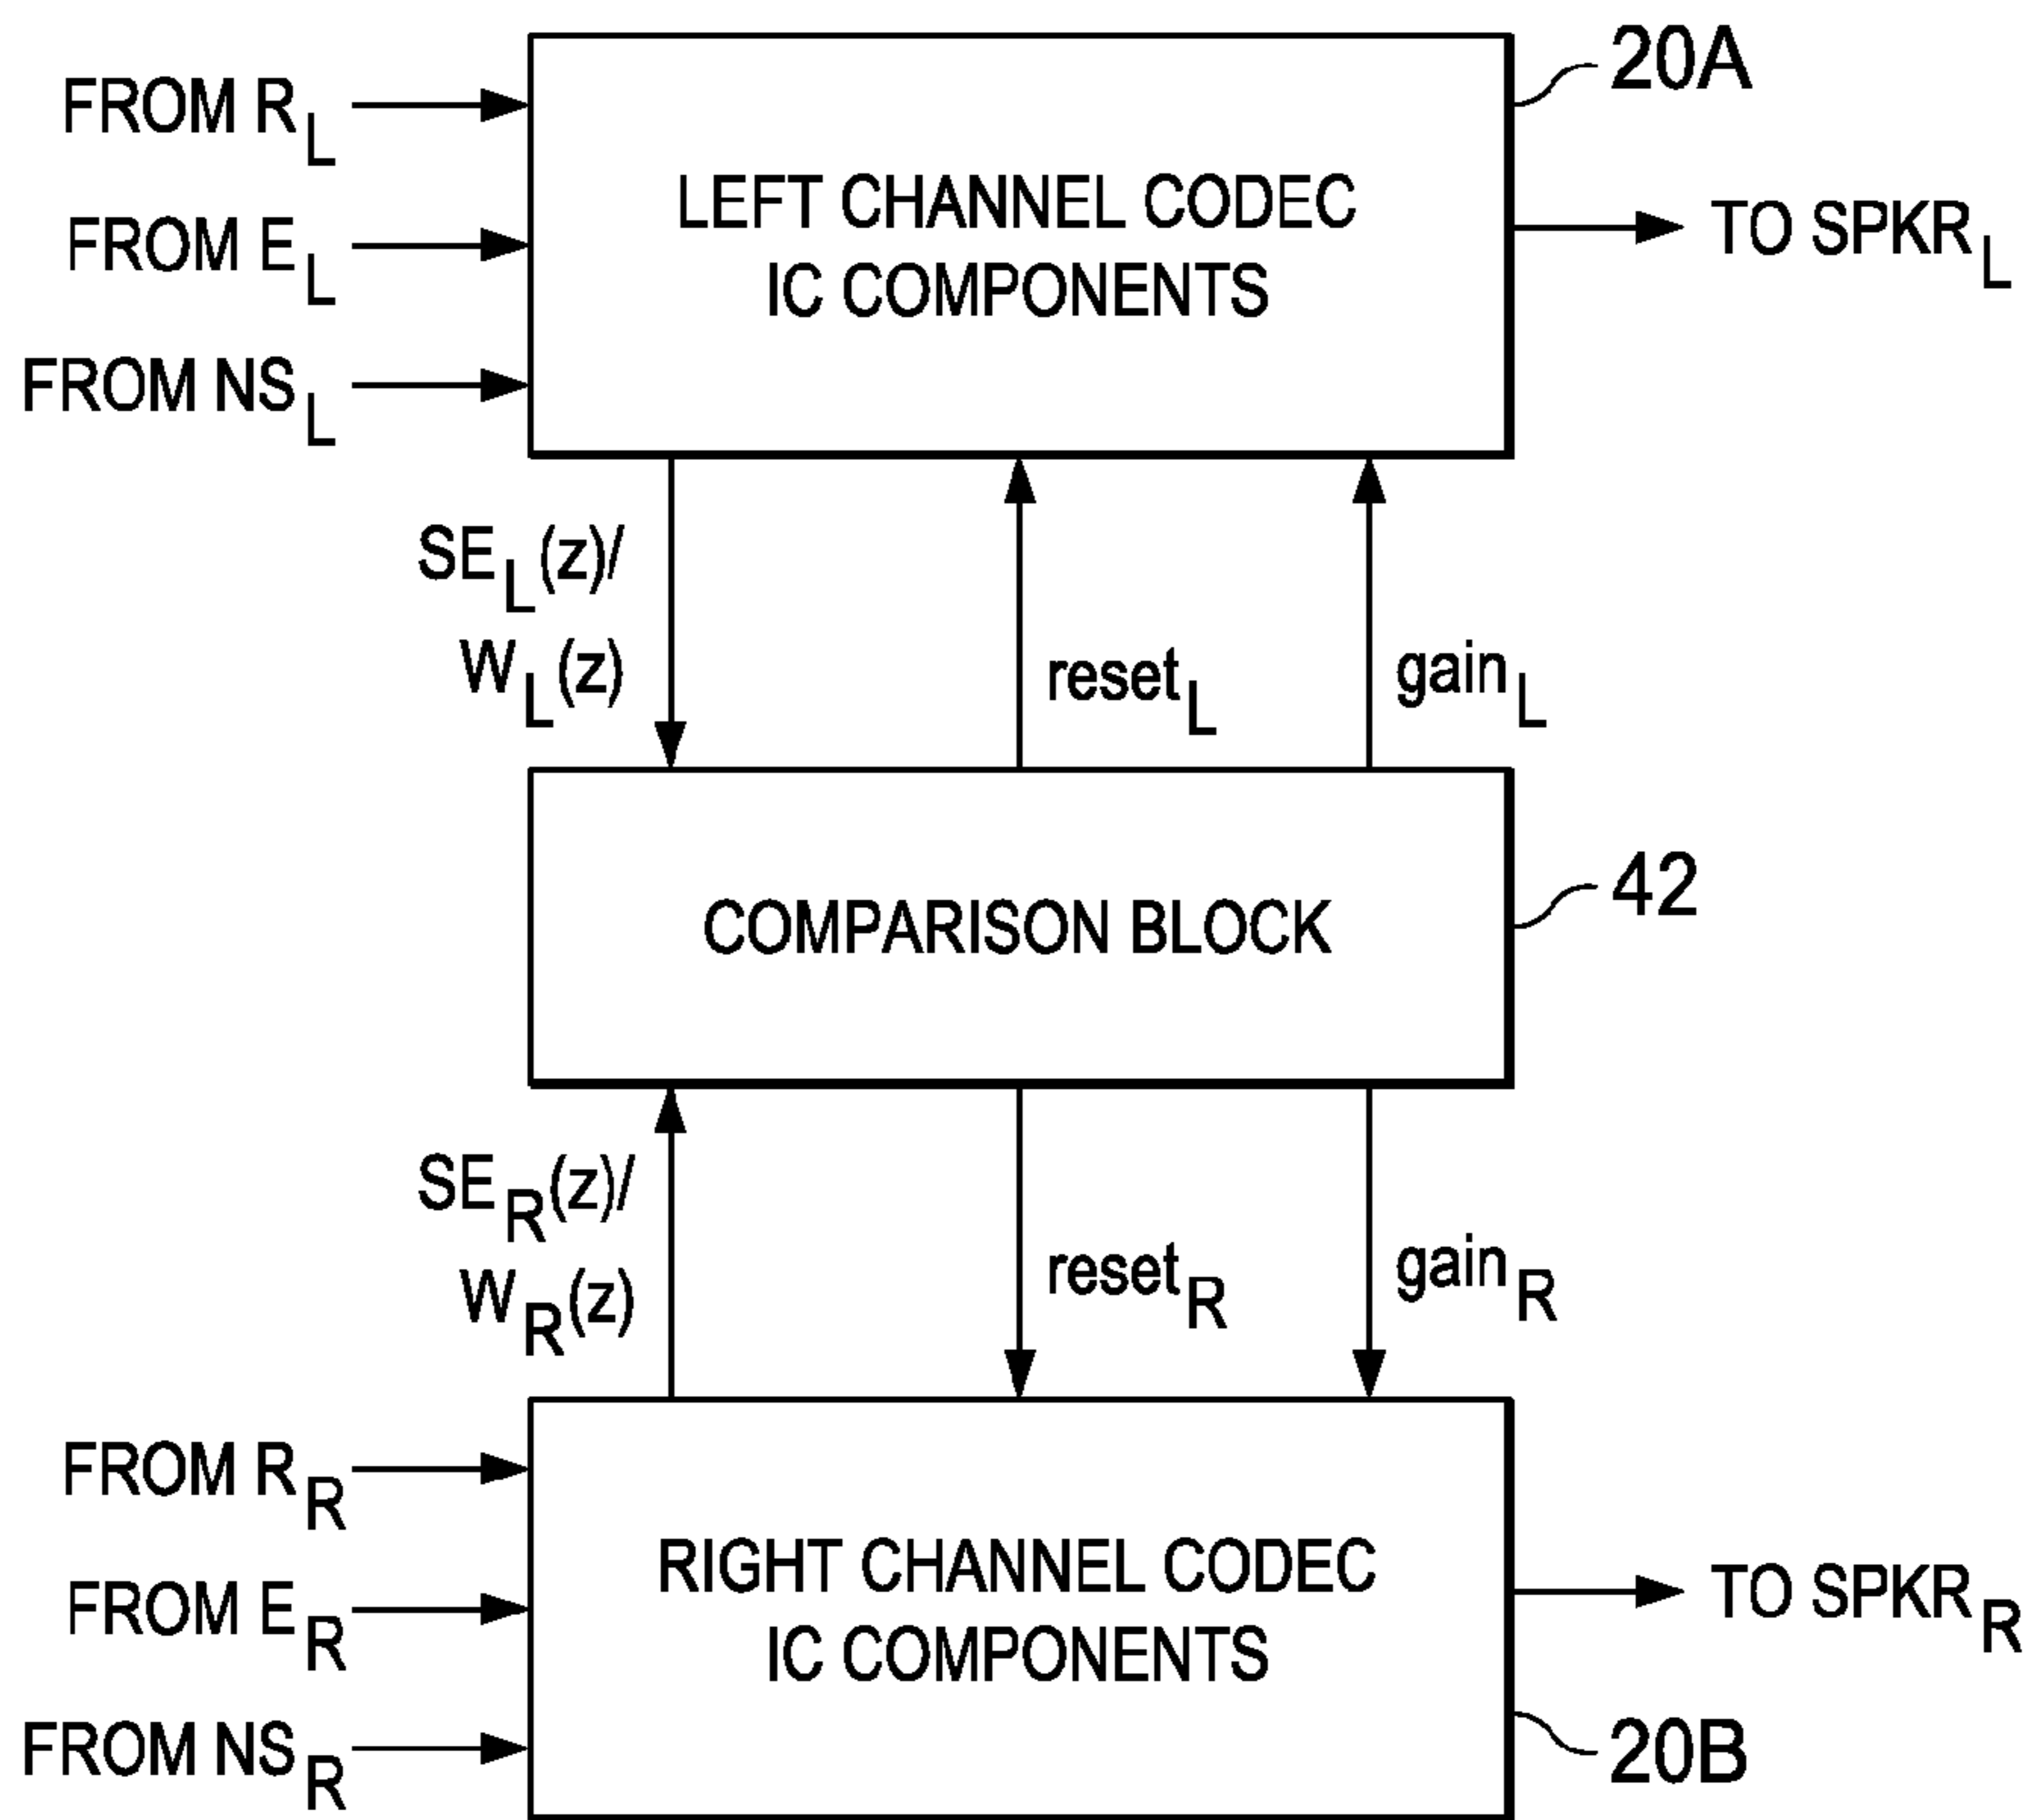 20A
FROM R_L
LEFT CHANNEL CODEC
IC COMPONENTS
FROM E_L
TO SPKR_L
FROM NS_L
SE_L(z)/
W_L(z)
reset_L
gain_L
COMPARISON BLOCK
42
SE_R(z)/
W_R(z)
reset_R
gain_R
FROM R_R
RIGHT CHANNEL CODEC
IC COMPONENTS
FROM E_R
TO SPKR_R
FROM NS_R
20B